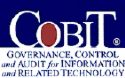 COBIT ®
GOVERNANCE, CONTROL
and AUDIT for INFORMATION
and RELATED TECHNOLOGY